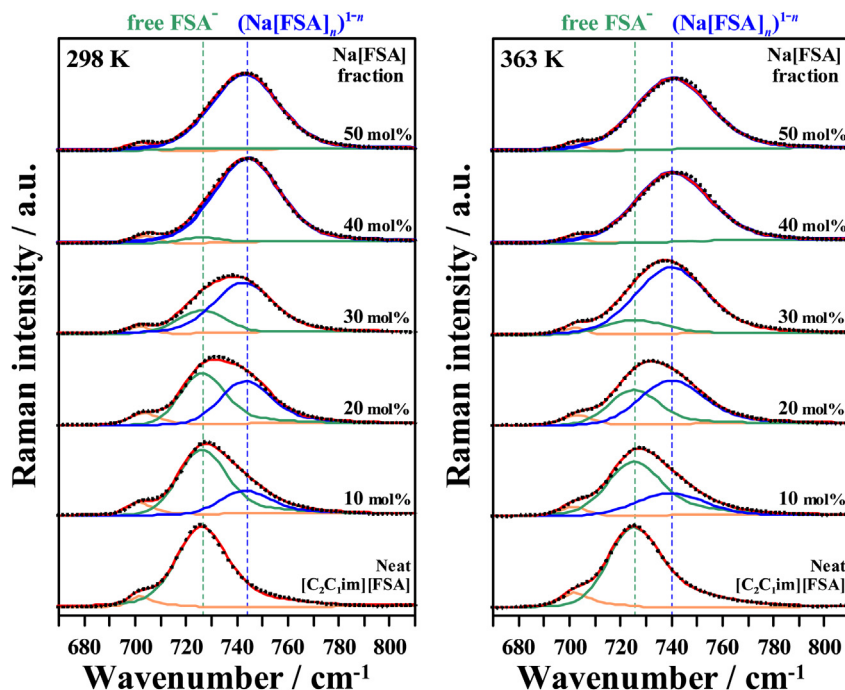 free FSA⁻ (Na[FSA]ₙ)¹⁻ⁿ
298 K
Na[FSA]
fraction
50 mol%
40 mol%
30 mol%
20 mol%
10 mol%
Neat
[C₂C₁im][FSA]
Raman intensity / a.u.
680 700 720 740 760 780 800
Wavenumber / cm⁻¹
free FSA⁻ (Na[FSA]ₙ)¹⁻ⁿ
363 K
Na[FSA]
fraction
50 mol%
40 mol%
30 mol%
20 mol%
10 mol%
Neat
[C₂C₁im][FSA]
Raman intensity / a.u.
680 700 720 740 760 780 800
Wavenumber / cm⁻¹